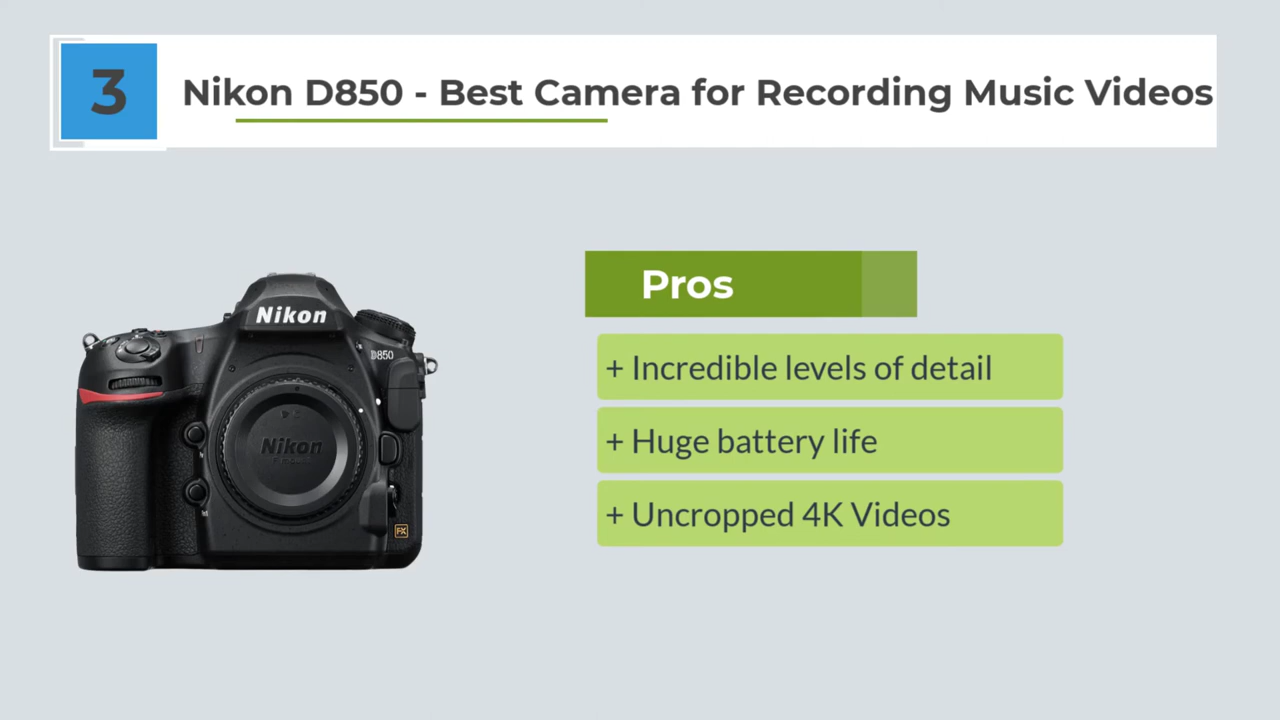 3
Nikon D850 - Best Camera for Recording Music Videos
Pros
+ Incredible levels of detail
+ Huge battery life
+ Uncropped 4K Videos
Nikon
D850
Nikon
FX